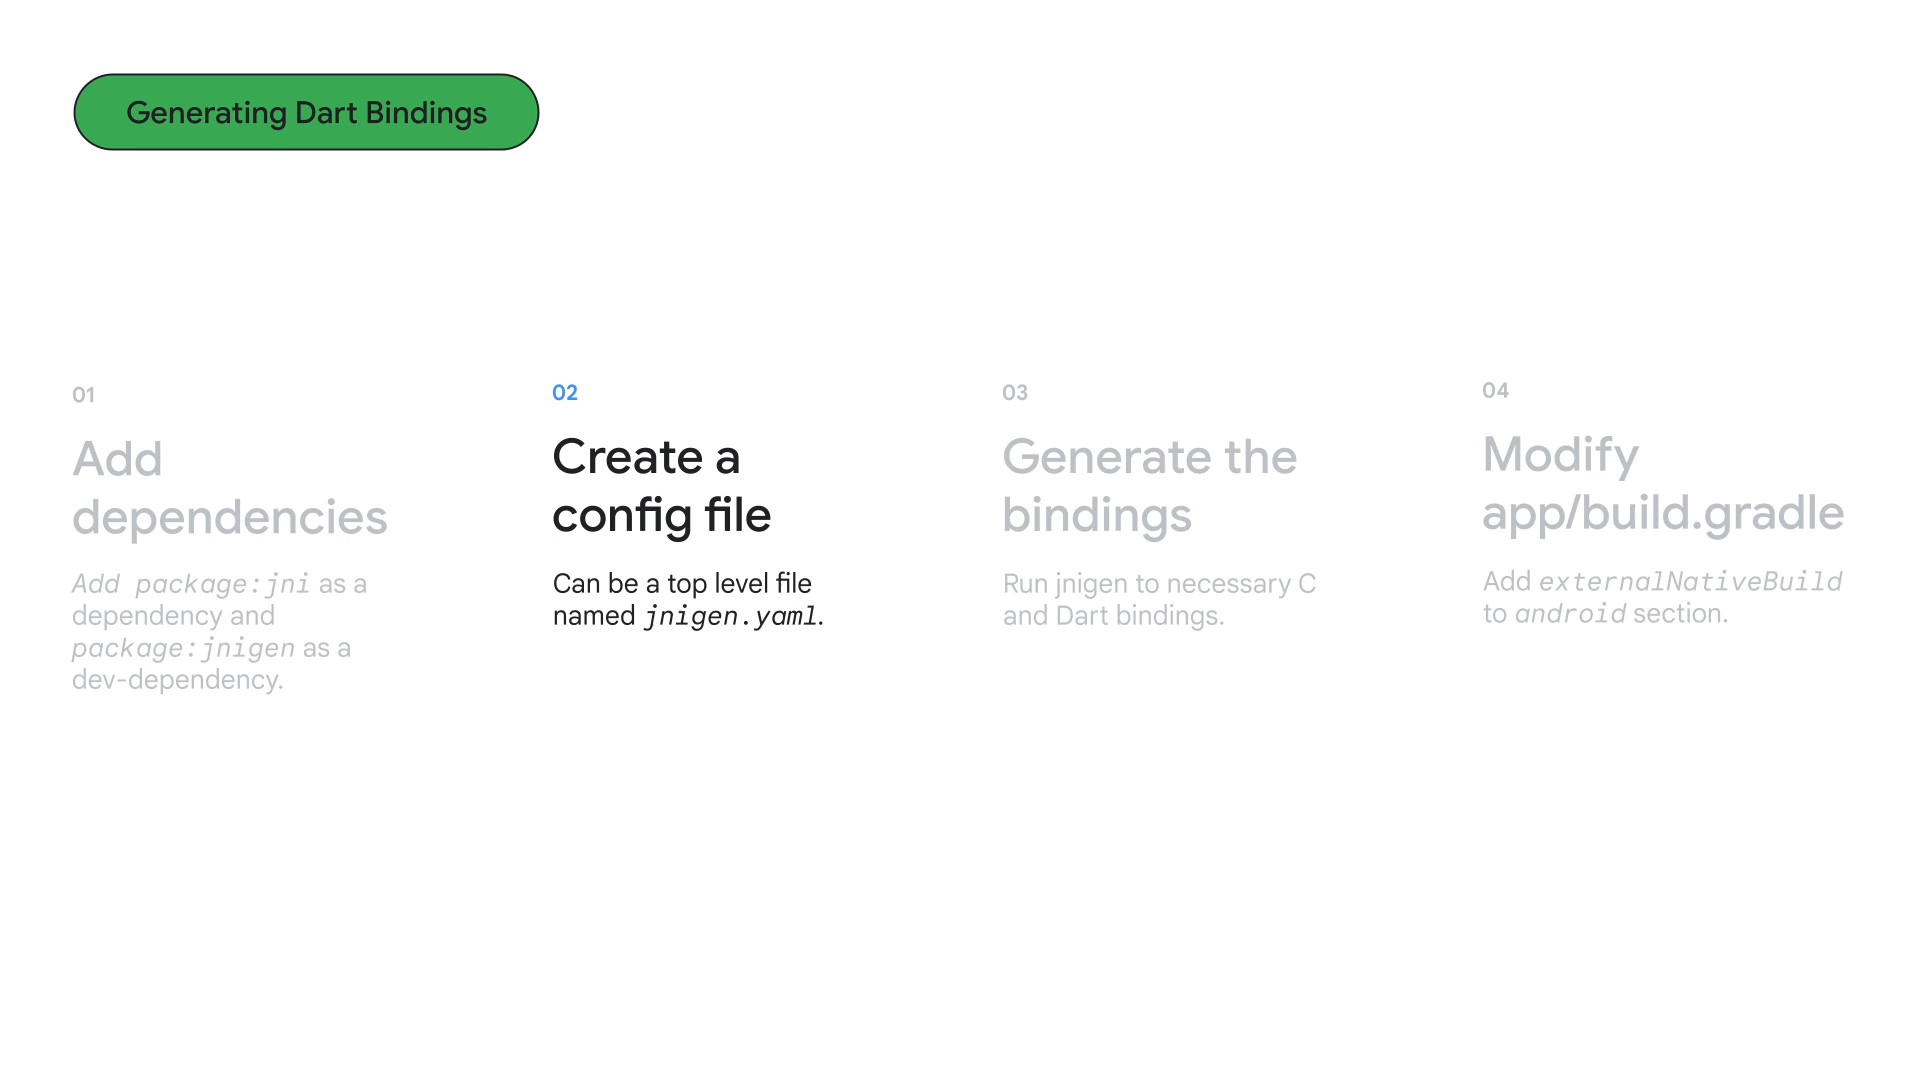 Generating Dart Bindings
01
Add
dependencies
Add package:jni as a
dependency and
package:jnigen as a
dev-dependency.
02
Create a
config file
Can be a top level file
named jnigen.yaml.
03
Generate the
bindings
Run jnigen to necessary C
and Dart bindings.
04
Modify
app/build.gradle
Add externalNativeBuild
to android section.